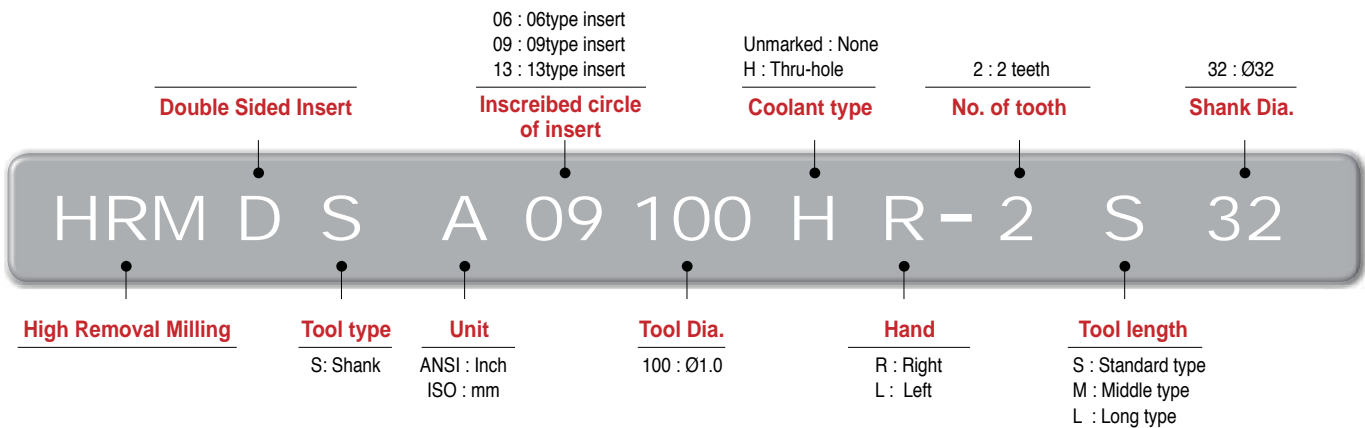 06 : 06type insert
09 : 09type insert
13 : 13type insert
Unmarked : None
H : Thru-hole
2 : 2 teeth
32 : Ø32
Double Sided Insert
Inscreibed circle
of insert
Coolant type
No. of tooth
Shank Dia.
HRM D S A 09 100 H R - 2 S 32
High Removal Milling
Tool type
Unit
Tool Dia.
Hand
Tool length
S: Shank
ANSI : Inch
ISO : mm
100 : Ø1.0
R : Right
L : Left
S : Standard type
M : Middle type
L : Long type